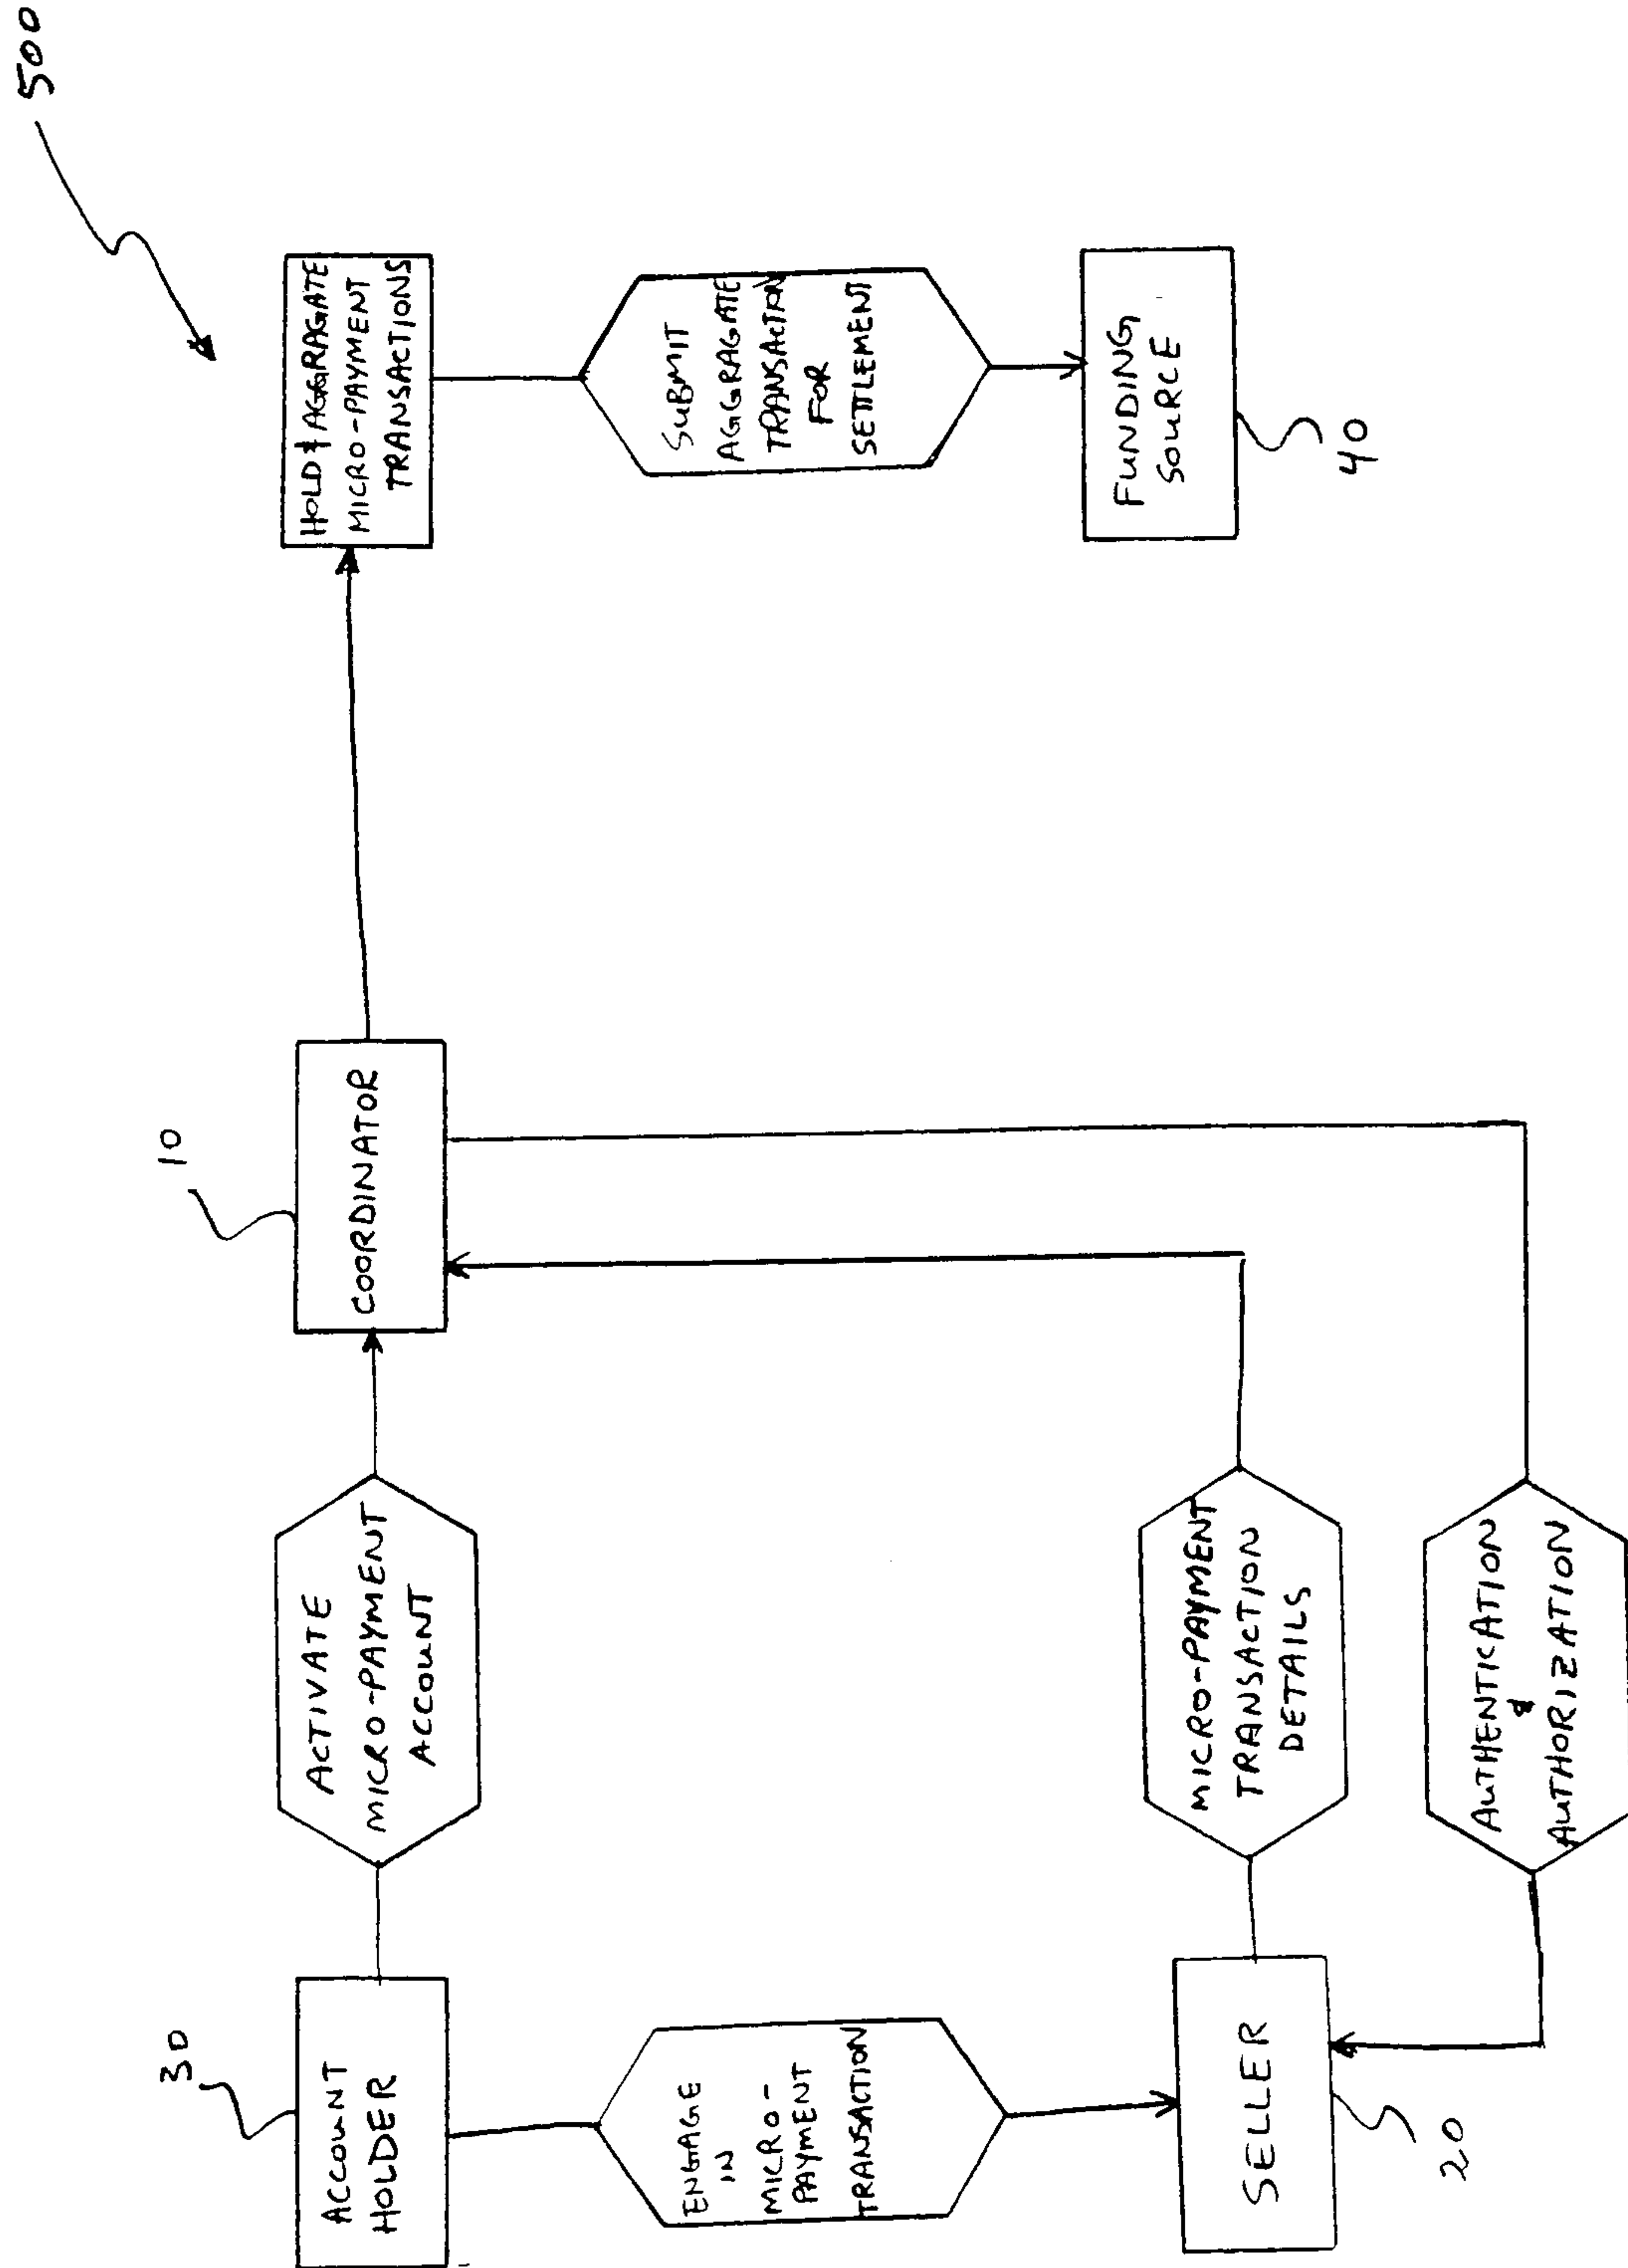 500
30
ACCOUNT
HOLDER
ACTIVATE
MICRO-PAYMENT
ACCOUNT
10
COORDINATOR
HOLD & AGGRAGATE
MICRO-PAYMENT
TRANSACTIONS
ENGAGE
IN
MICRO-
PAYMENT
TRANSACTION
SUBMIT
AGGRAGATE
TRANSACTION
FOR
SETTLEMENT
SELLER
20
MICRO-PAYMENT
TRANSACTION
DETAILS
FUNDING
SOURCE
40
AUTHENTICATION
&
AUTHORIZATION